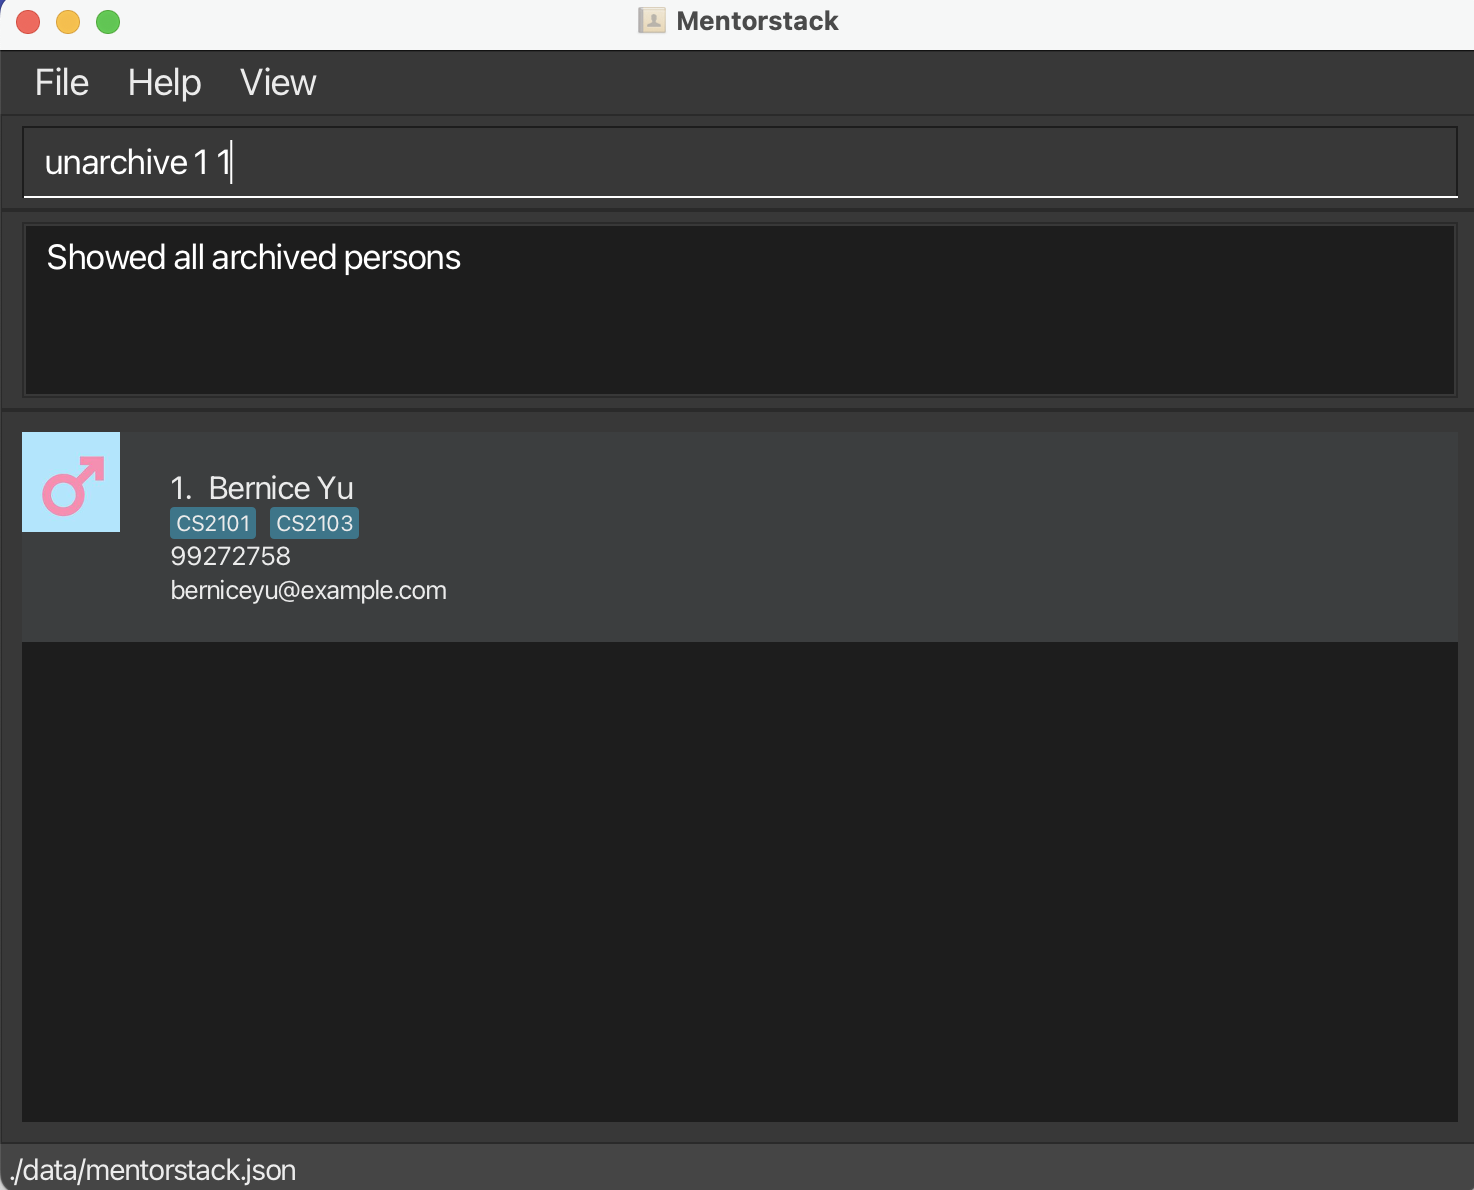 Mentorstack
File Help View
unarchive 1 1
Showed all archived persons
1. Bernice Yu
CS2101 CS2103
99272758
berniceyu@example.com
./data/mentorstack.json